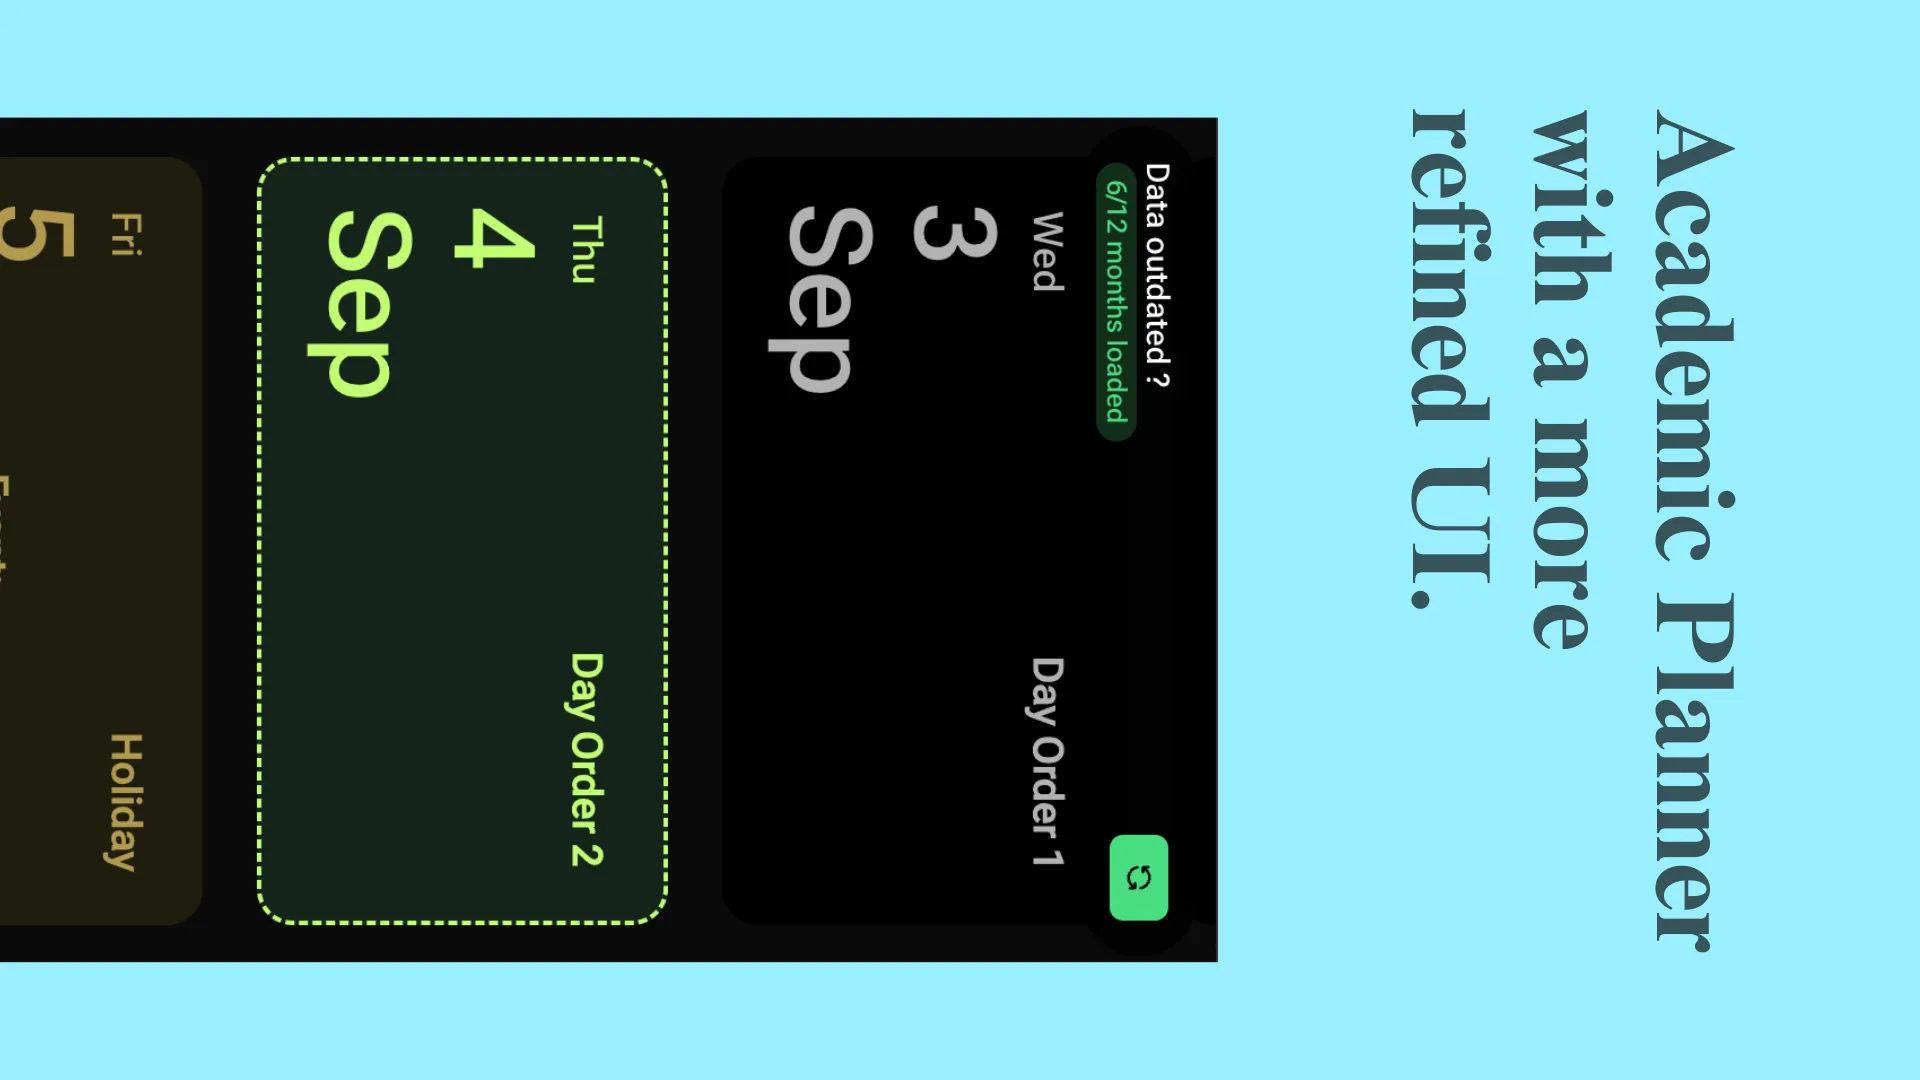 Academic Planner
with a more
refined UI.
Data outdated ?
6/12 months loaded
Wed
Day Order 1
3
Sep
Thu
Day Order 2
4
Sep
Fri
Holiday
5